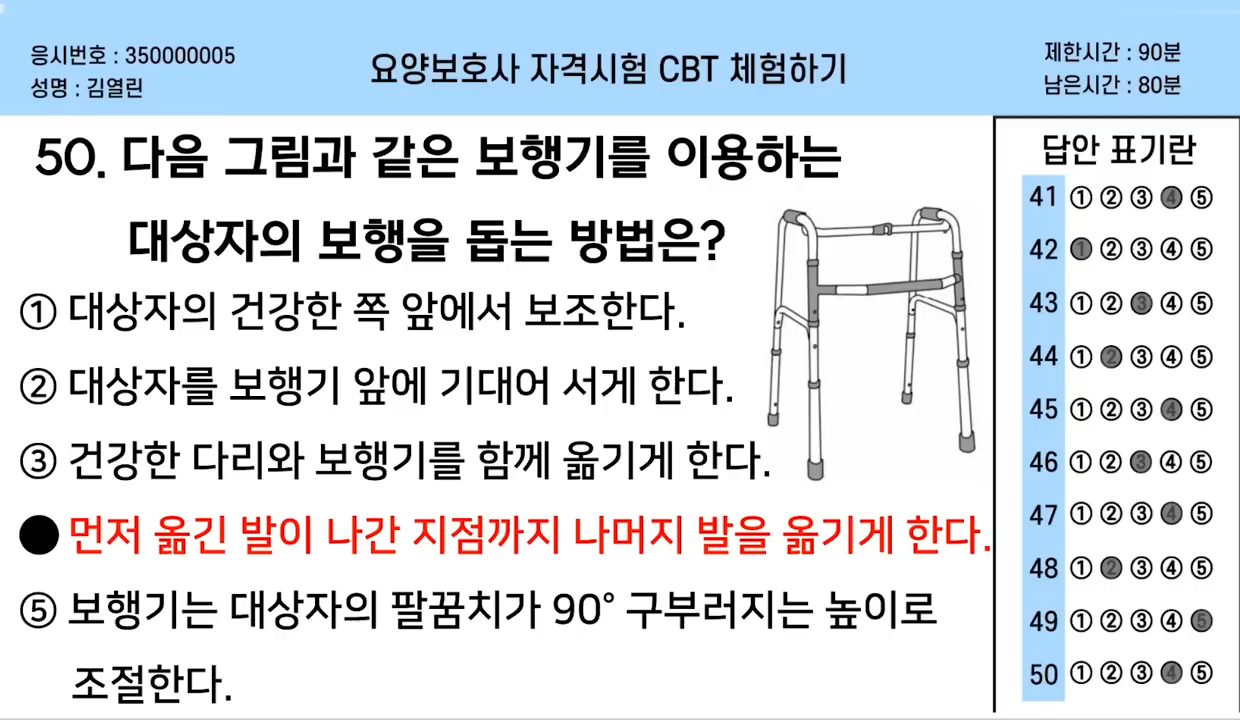 응시번호 : 350000005
성명 : 김열린
요양보호사 자격시험 CBT 체험하기
제한시간 : 90분
남은시간 : 80분
50. 다음 그림과 같은 보행기를 이용하는
대상자의 보행을 돕는 방법은?
① 대상자의 건강한 쪽 앞에서 보조한다.
② 대상자를 보행기 앞에 기대어 서게 한다.
③ 건강한 다리와 보행기를 함께 옮기게 한다.
● 먼저 옮긴 발이 나간 지점까지 나머지 발을 옮기게 한다.
⑤ 보행기는 대상자의 팔꿈치가 90° 구부러지는 높이로
조절한다.
답안 표기란
41 ① ② ③ ④ ⑤
42 ① ② ③ ④ ⑤
43 ① ② ③ ④ ⑤
44 ① ② ③ ④ ⑤
45 ① ② ③ ④ ⑤
46 ① ② ③ ④ ⑤
47 ① ② ③ ④ ⑤
48 ① ② ③ ④ ⑤
49 ① ② ③ ④ ⑤
50 ① ② ③ ④ ⑤